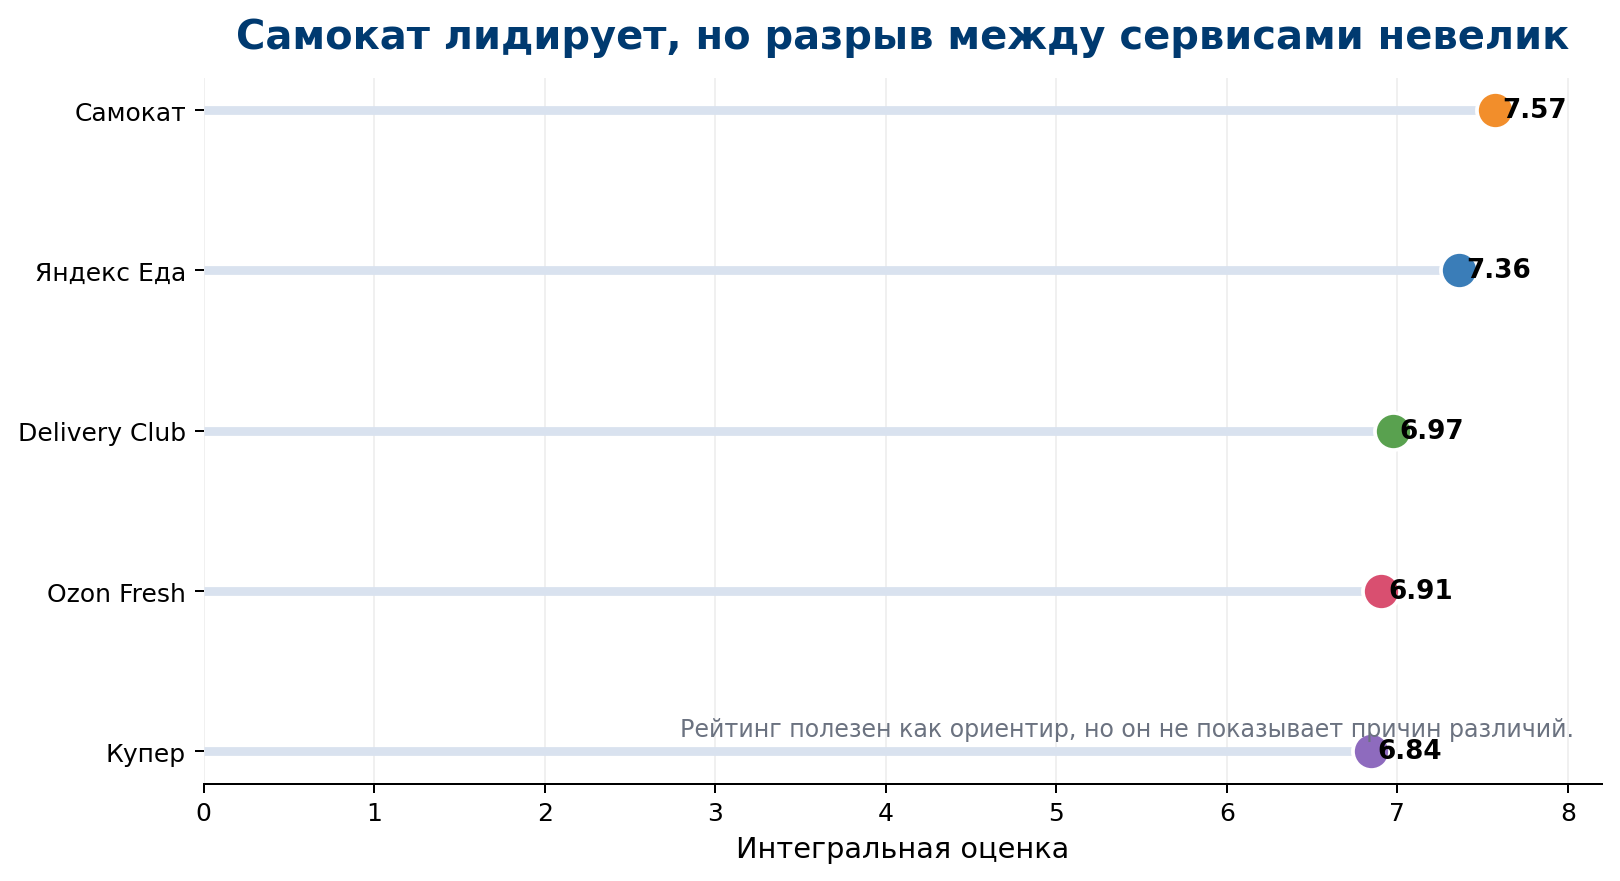 Самокат лидирует, но разрыв между сервисами невелик
Самокат 7.57
Яндекс Еда 7.36
Delivery Club 6.97
Ozon Fresh 6.91
Рейтинг полезен как ориентир, но он не показывает причин различий.
Купер 6.84
0 1 2 3 4 5 6 7 8
Интегральная оценка